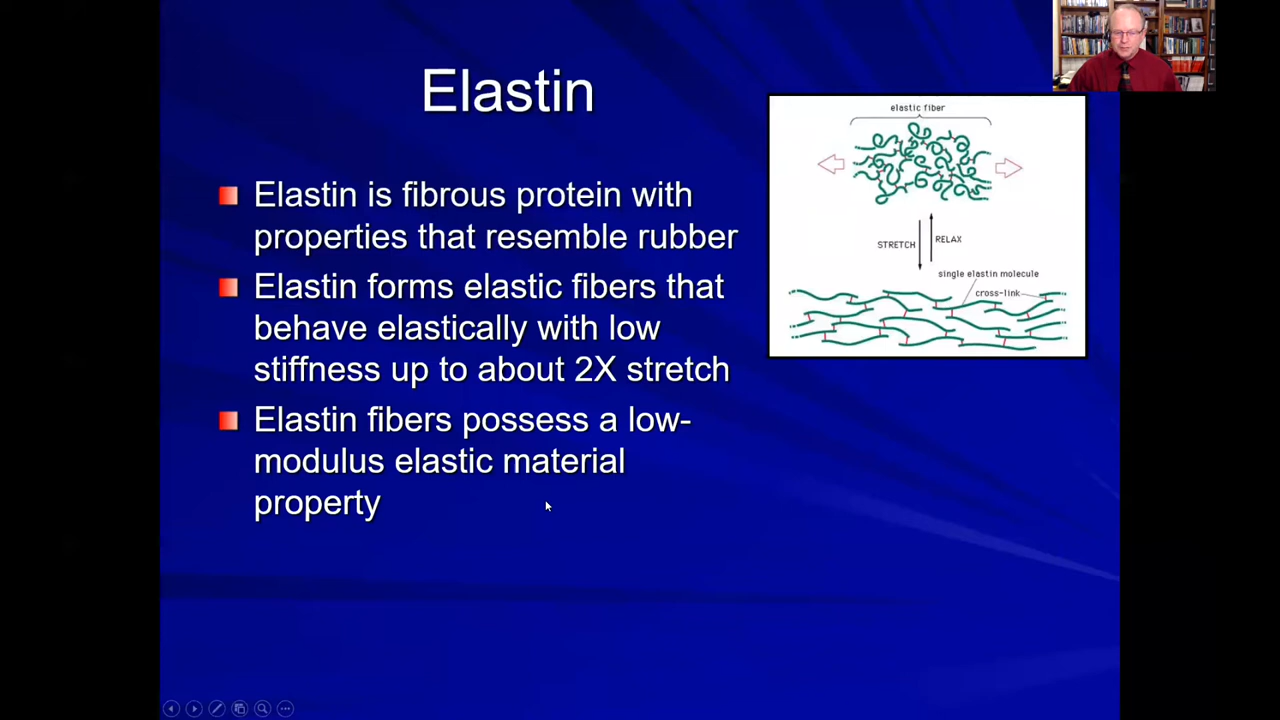 Elastin
Elastin is fibrous protein with
properties that resemble rubber
Elastin forms elastic fibers that
behave elastically with low
stiffness up to about 2X stretch
Elastin fibers possess a low-
modulus elastic material
property
elastic fiber
STRETCH
RELAX
single elastin molecule
cross-link